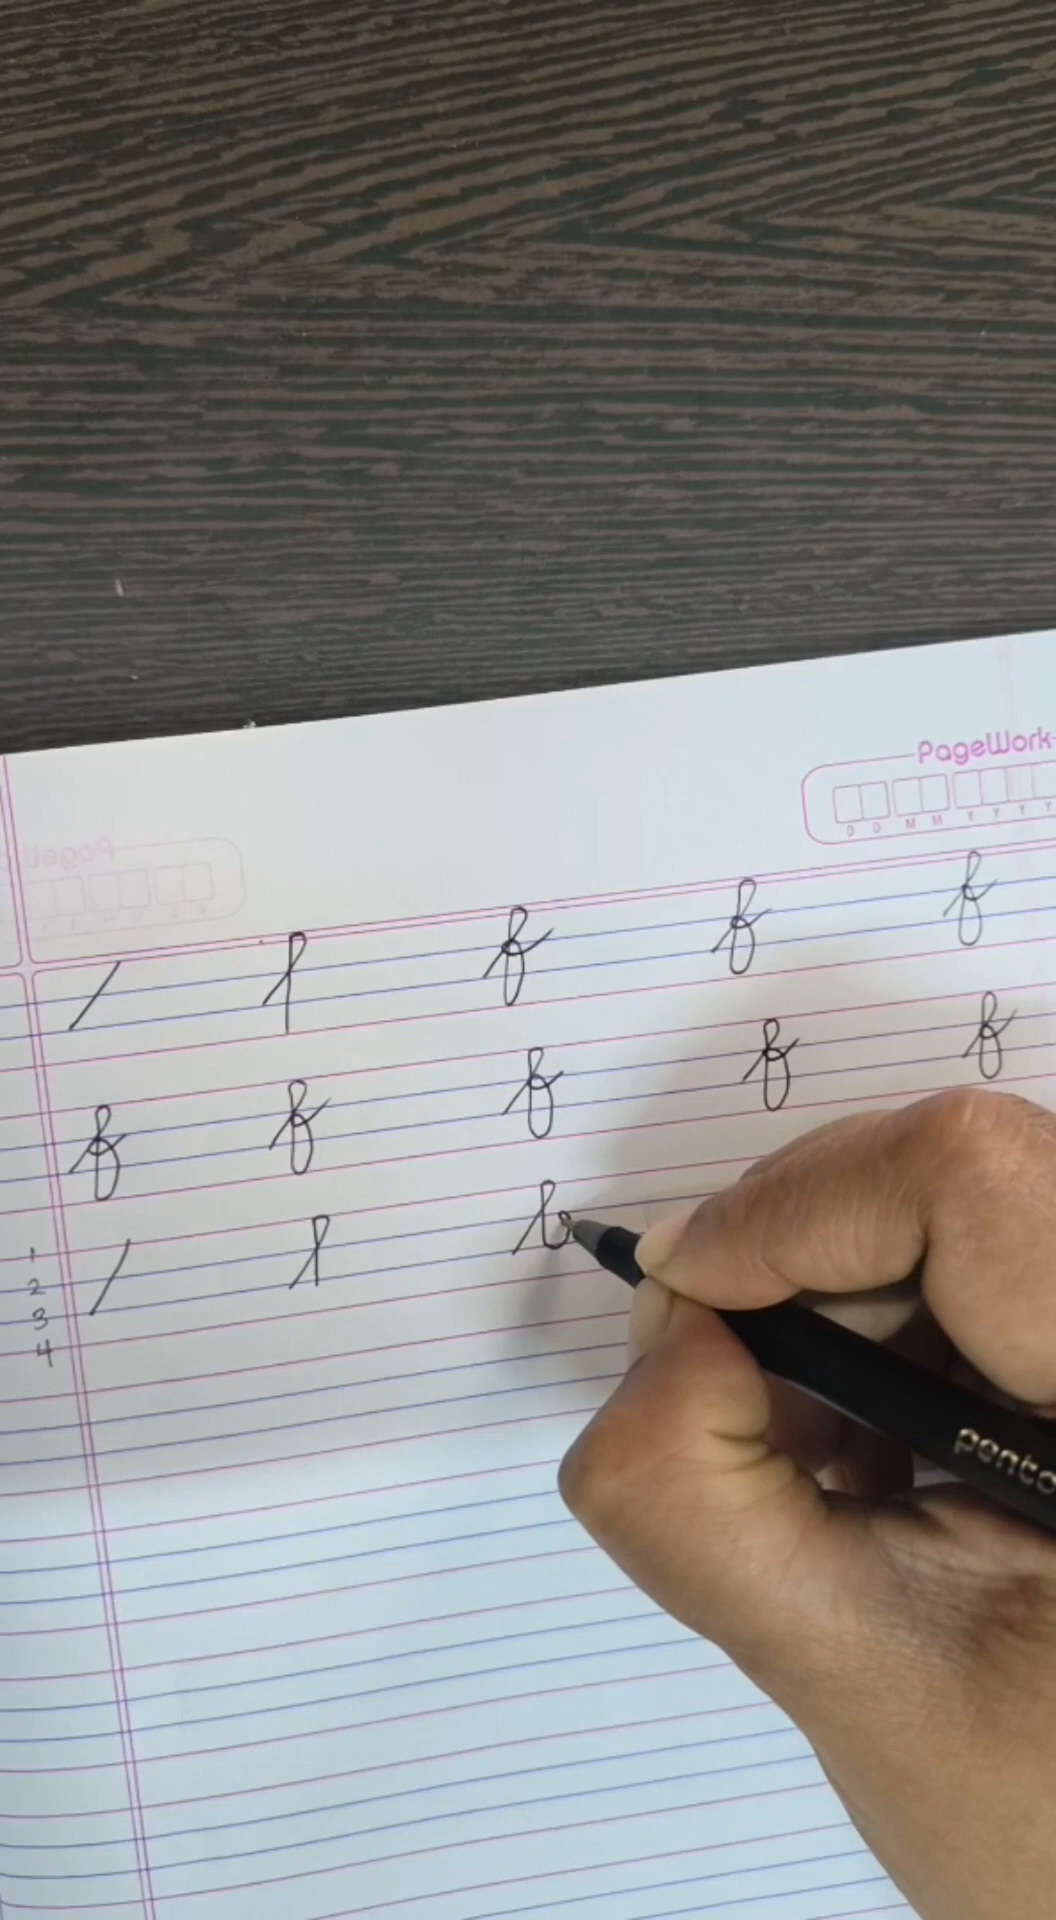 PageWork
D D M M Y Y Y Y
/ l f f f
f f f f f
1
2
3
4
/ l b
pento